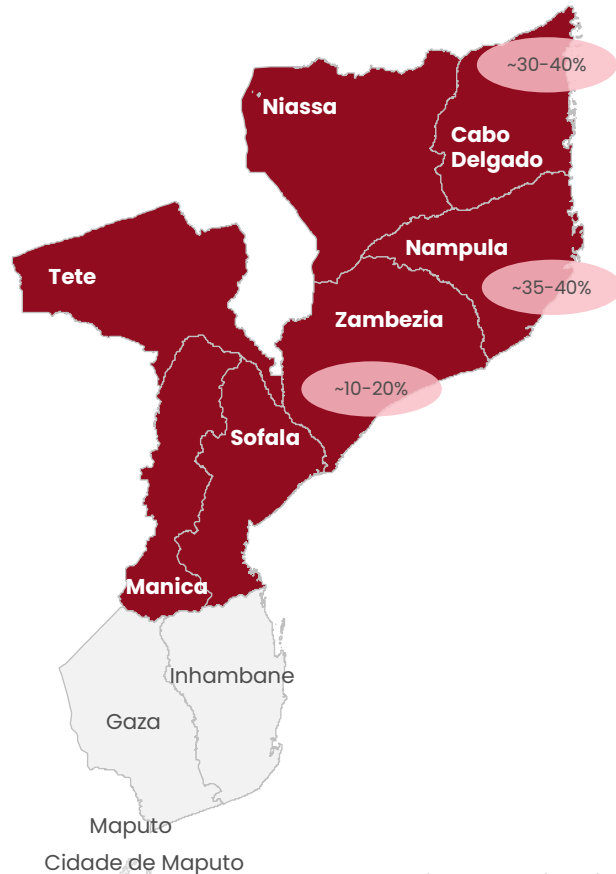 ~30-40%
Niassa
Cabo
Delgado
Nampula
Tete
~35-40%
Zambezia
~10-20%
Sofala
Manica
Inhambane
Gaza
Maputo
Cidade de Maputo